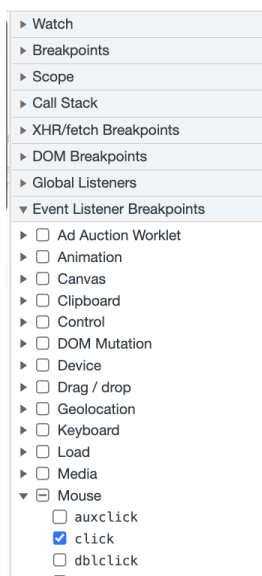 Watch
Breakpoints
Scope
Call Stack
XHR/fetch Breakpoints
DOM Breakpoints
Global Listeners
Event Listener Breakpoints
Ad Auction Worklet
Animation
Canvas
Clipboard
Control
DOM Mutation
Device
Drag / drop
Geolocation
Keyboard
Load
Media
Mouse
auxclick
click
dblclick